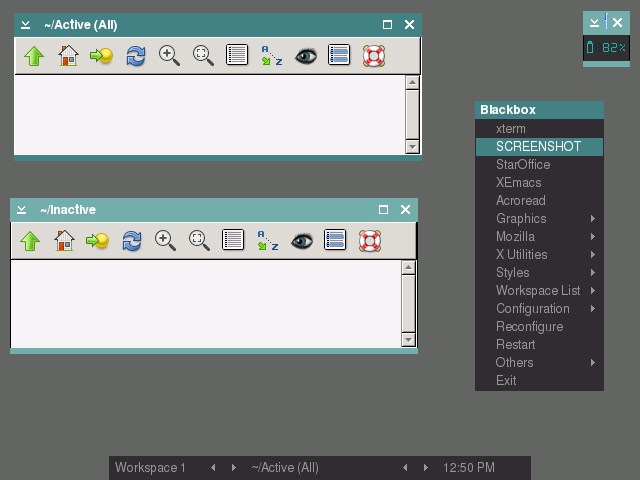 ~/Active (All)
82%
Blackbox
xterm
SCREENSHOT
StarOffice
XEmacs
Acroread
Graphics
Mozilla
X Utilities
Styles
Workspace List
Configuration
Reconfigure
Restart
Others
Exit
A
Z
~/Inactive
A
Z
Workspace 1
~/Active (All)
12:50 PM